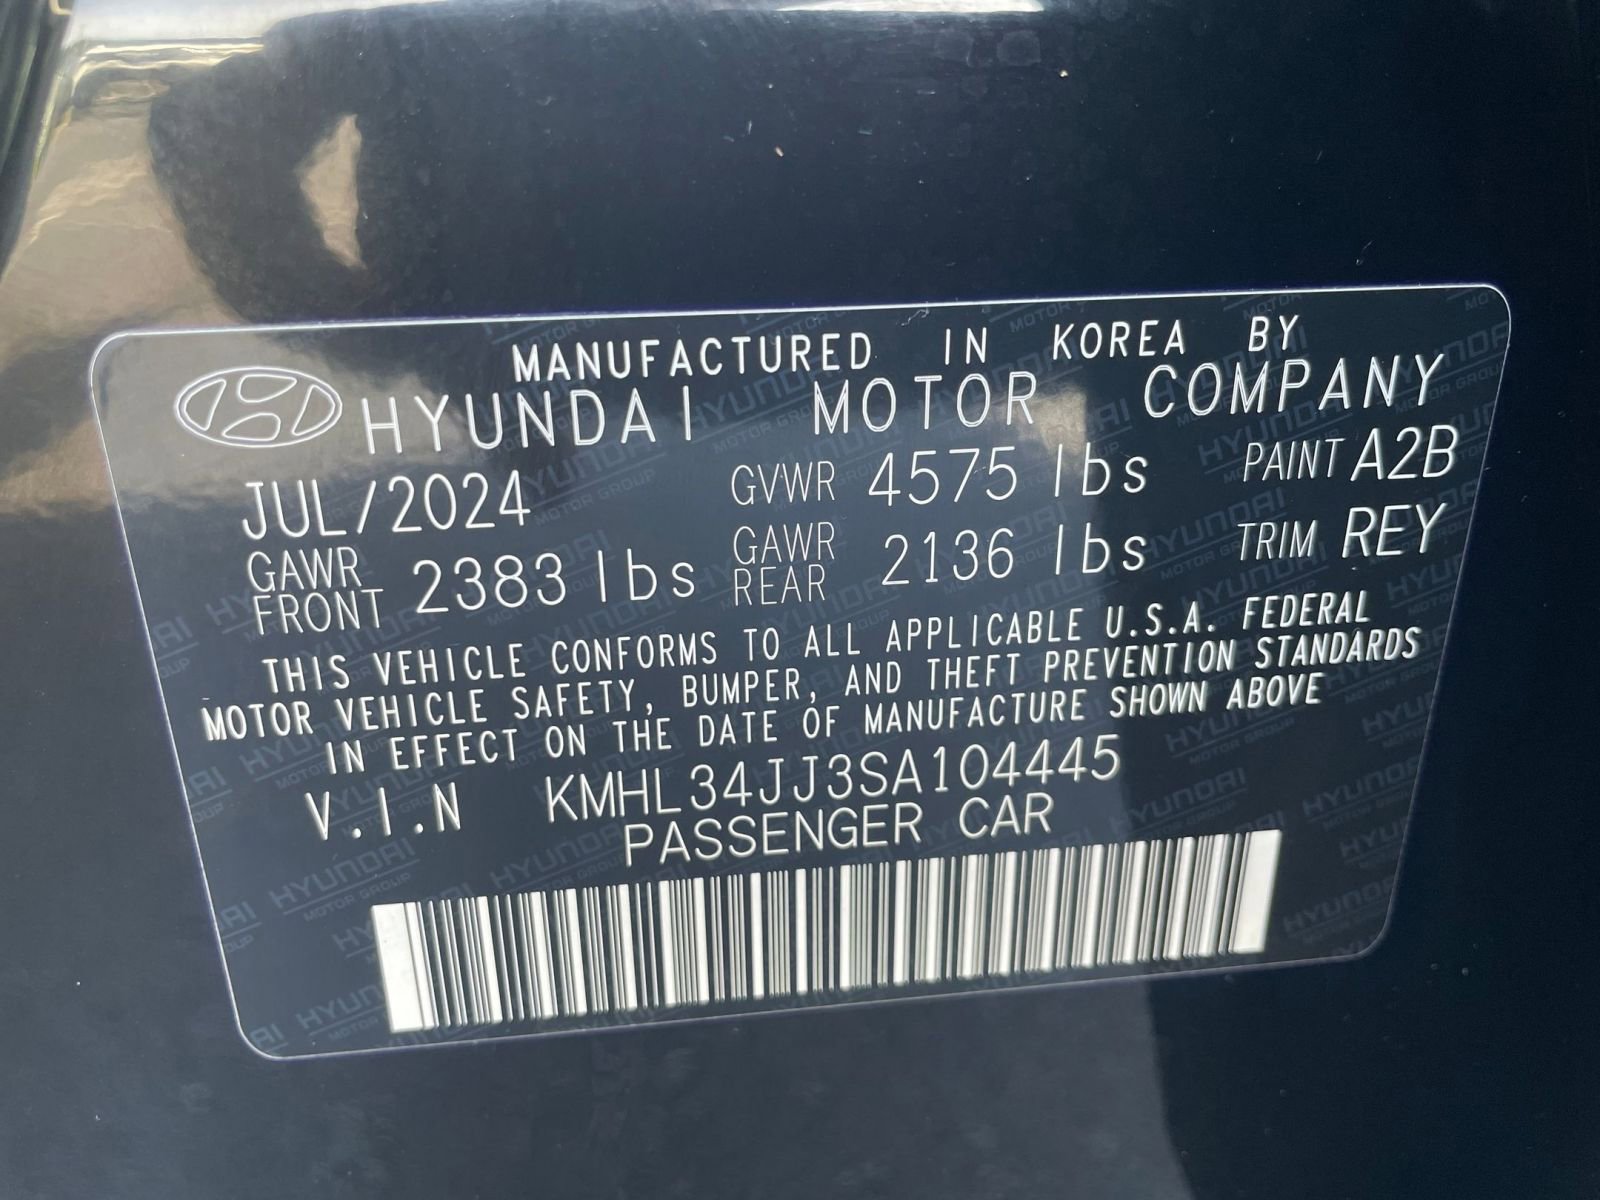 MANUFACTURED IN KOREA BY
HYUNDAI MOTOR COMPANY
JUL/2024 GVWR 4575 lbs PAINT A2B
GAWR FRONT 2383 lbs GAWR REAR 2136 lbs TRIM REY
THIS VEHICLE CONFORMS TO ALL APPLICABLE U.S.A. FEDERAL
MOTOR VEHICLE SAFETY, BUMPER, AND THEFT PREVENTION STANDARDS
IN EFFECT ON THE DATE OF MANUFACTURE SHOWN ABOVE
V.I.N KMHL34JJ3SA104445
PASSENGER CAR